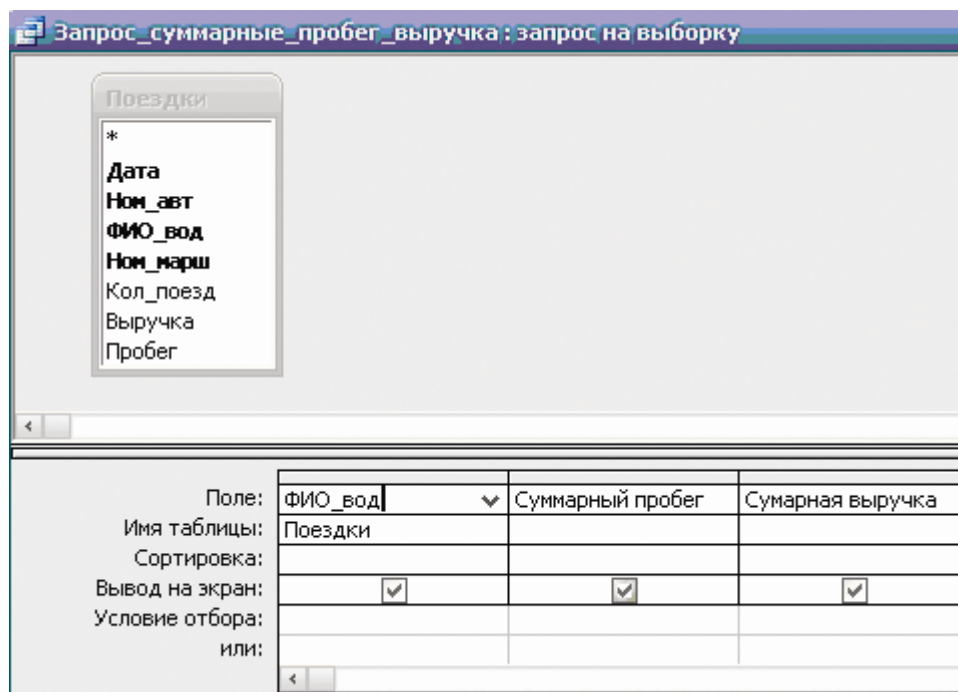 Запрос_суммарные_пробег_выручка : запрос на выборку
Поездки
*
Дата
Ном_авт
ФИО_вод
Ном_марш
Кол_поезд
Выручка
Пробег
Поле: ФИО_вод Суммарный пробег Сумарная выручка
Имя таблицы: Поездки
Сортировка:
Вывод на экран:
Условие отбора:
или: